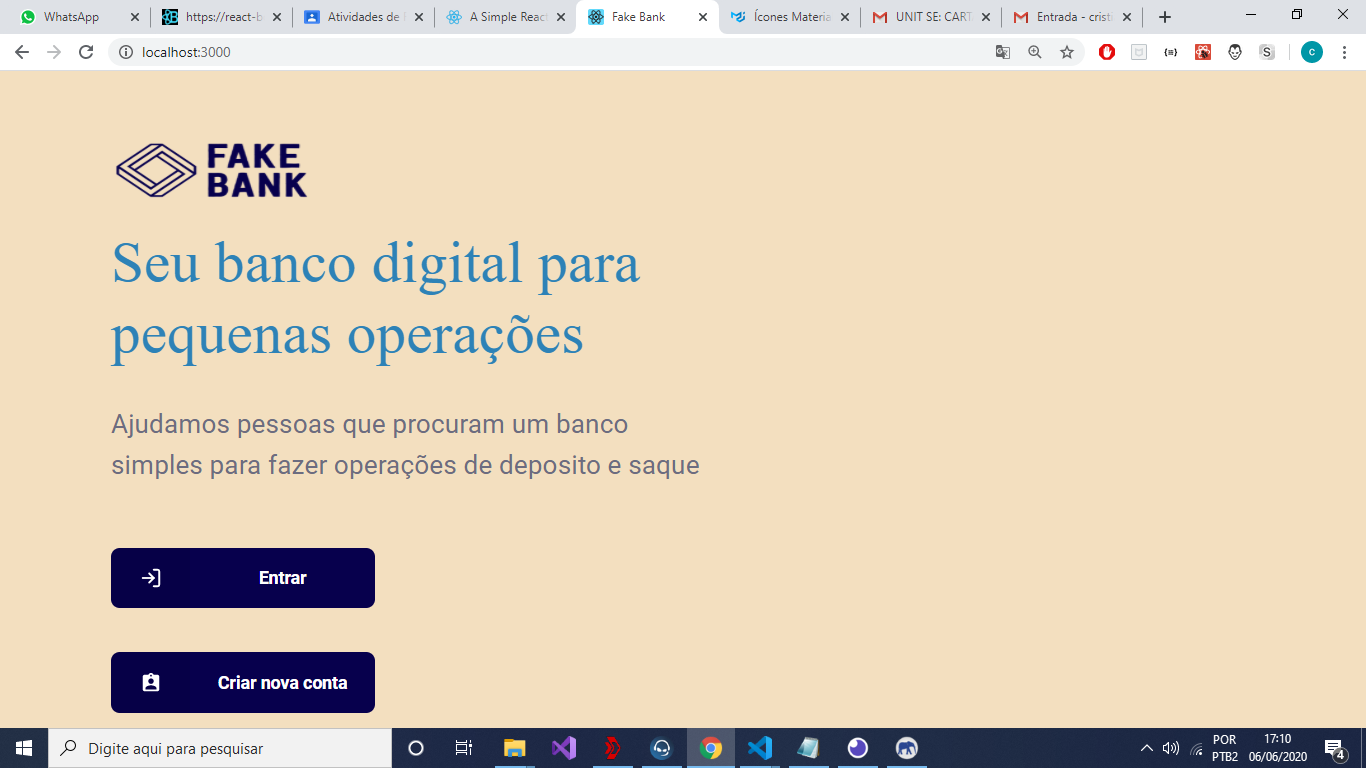 WhatsApp
https://react-b
Atividades de
A Simple React
Fake Bank
Ícones Materia
UNIT SE: CART
Entrada - crist
localhost:3000
FAKE
BANK
Seu banco digital para
pequenas operações
Ajudamos pessoas que procuram um banco
simples para fazer operações de deposito e saque
Entrar
Criar nova conta
Digite aqui para pesquisar
POR
PTB2
17:10
06/06/2020
4